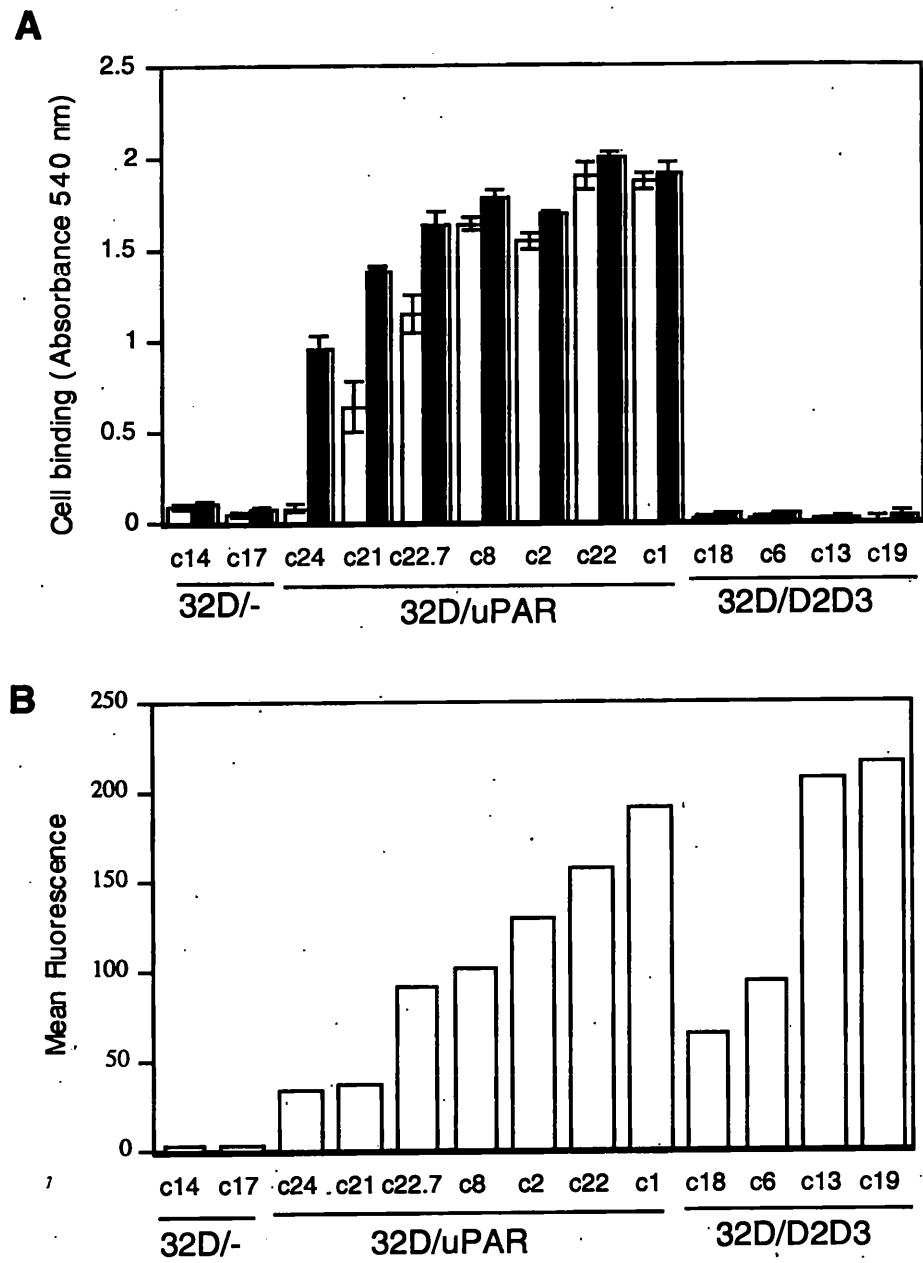 A
2.5
2
1.5
1
0.5
0
Cell binding (Absorbance 540 nm)
c14 c17 c24 c21 c22.7 c8 c2 c22 c1 c18 c6 c13 c19
32D/- 32D/uPAR 32D/D2D3
B
250
200
150
100
50
0
Mean Fluorescence
c14 c17 c24 c21 c22.7 c8 c2 c22 c1 c18 c6 c13 c19
32D/- 32D/uPAR 32D/D2D3